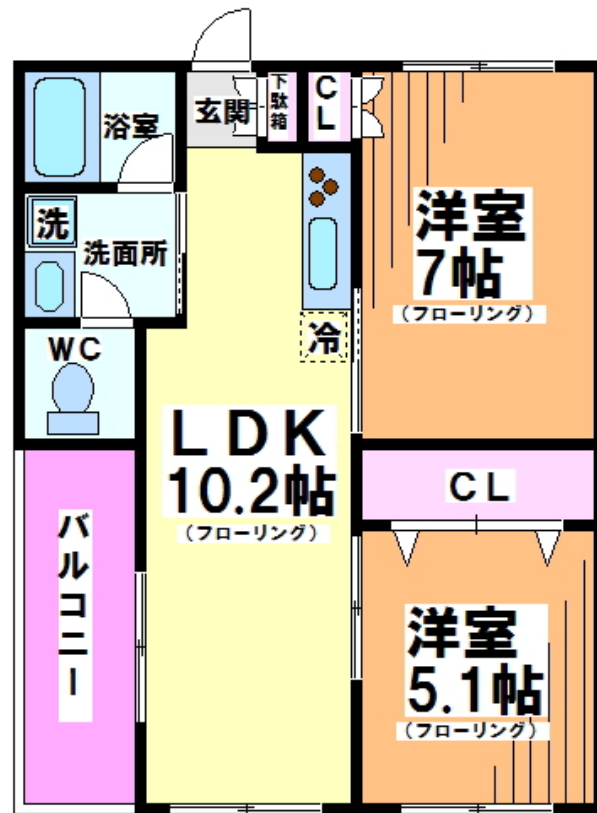 浴室
玄関
下駄箱
CL
洗
洗面所
洋室
7帖
(フローリング)
冷
WC
LDK
10.2帖
(フローリング)
CL
バルコニー
洋室
5.1帖
(フローリング)